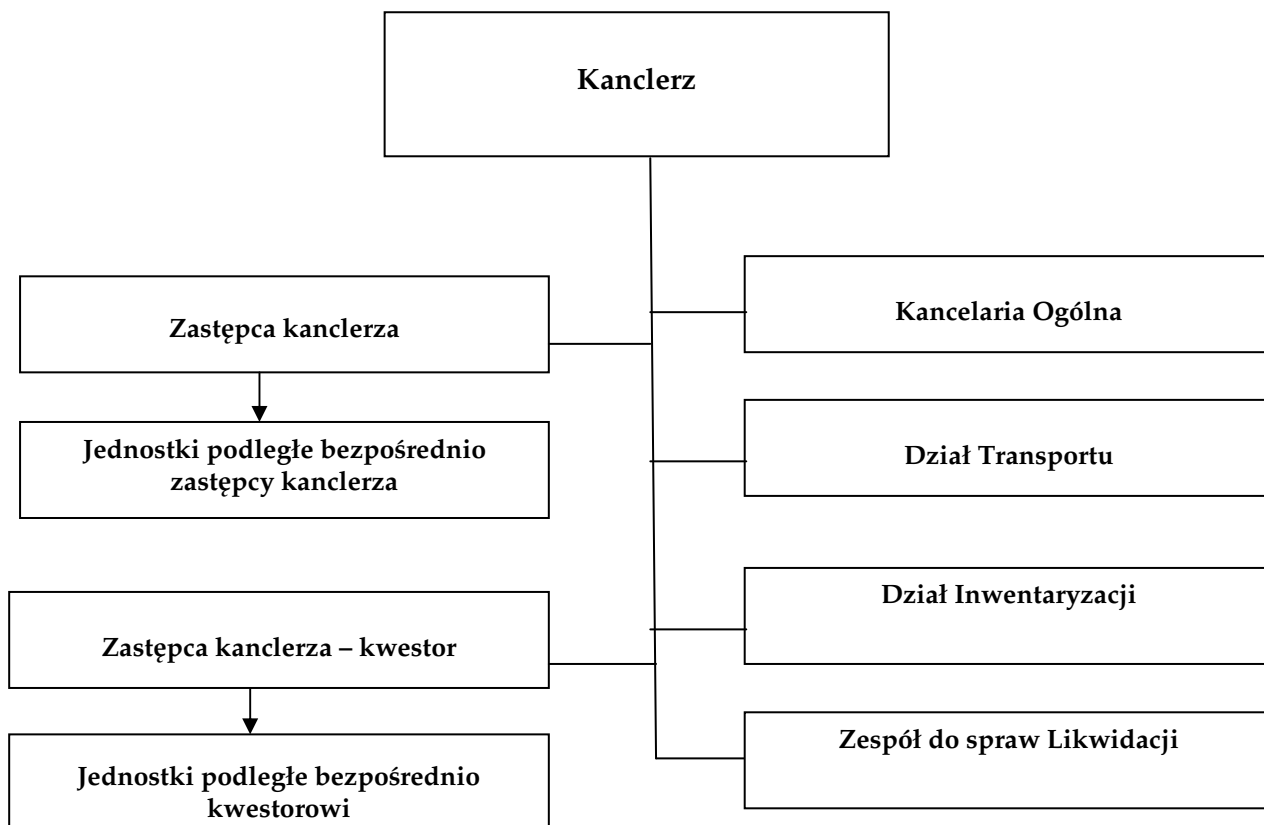 Kanclerz
Kancelaria Ogólna
Zastępca kanclerza
Jednostki podległe bezpośrednio
zastępcy kanclerza
Dział Transportu
Dział Inwentaryzacji
Zastępca kanclerza – kwestor
Zespół do spraw Likwidacji
Jednostki podległe bezpośrednio
kwestorowi